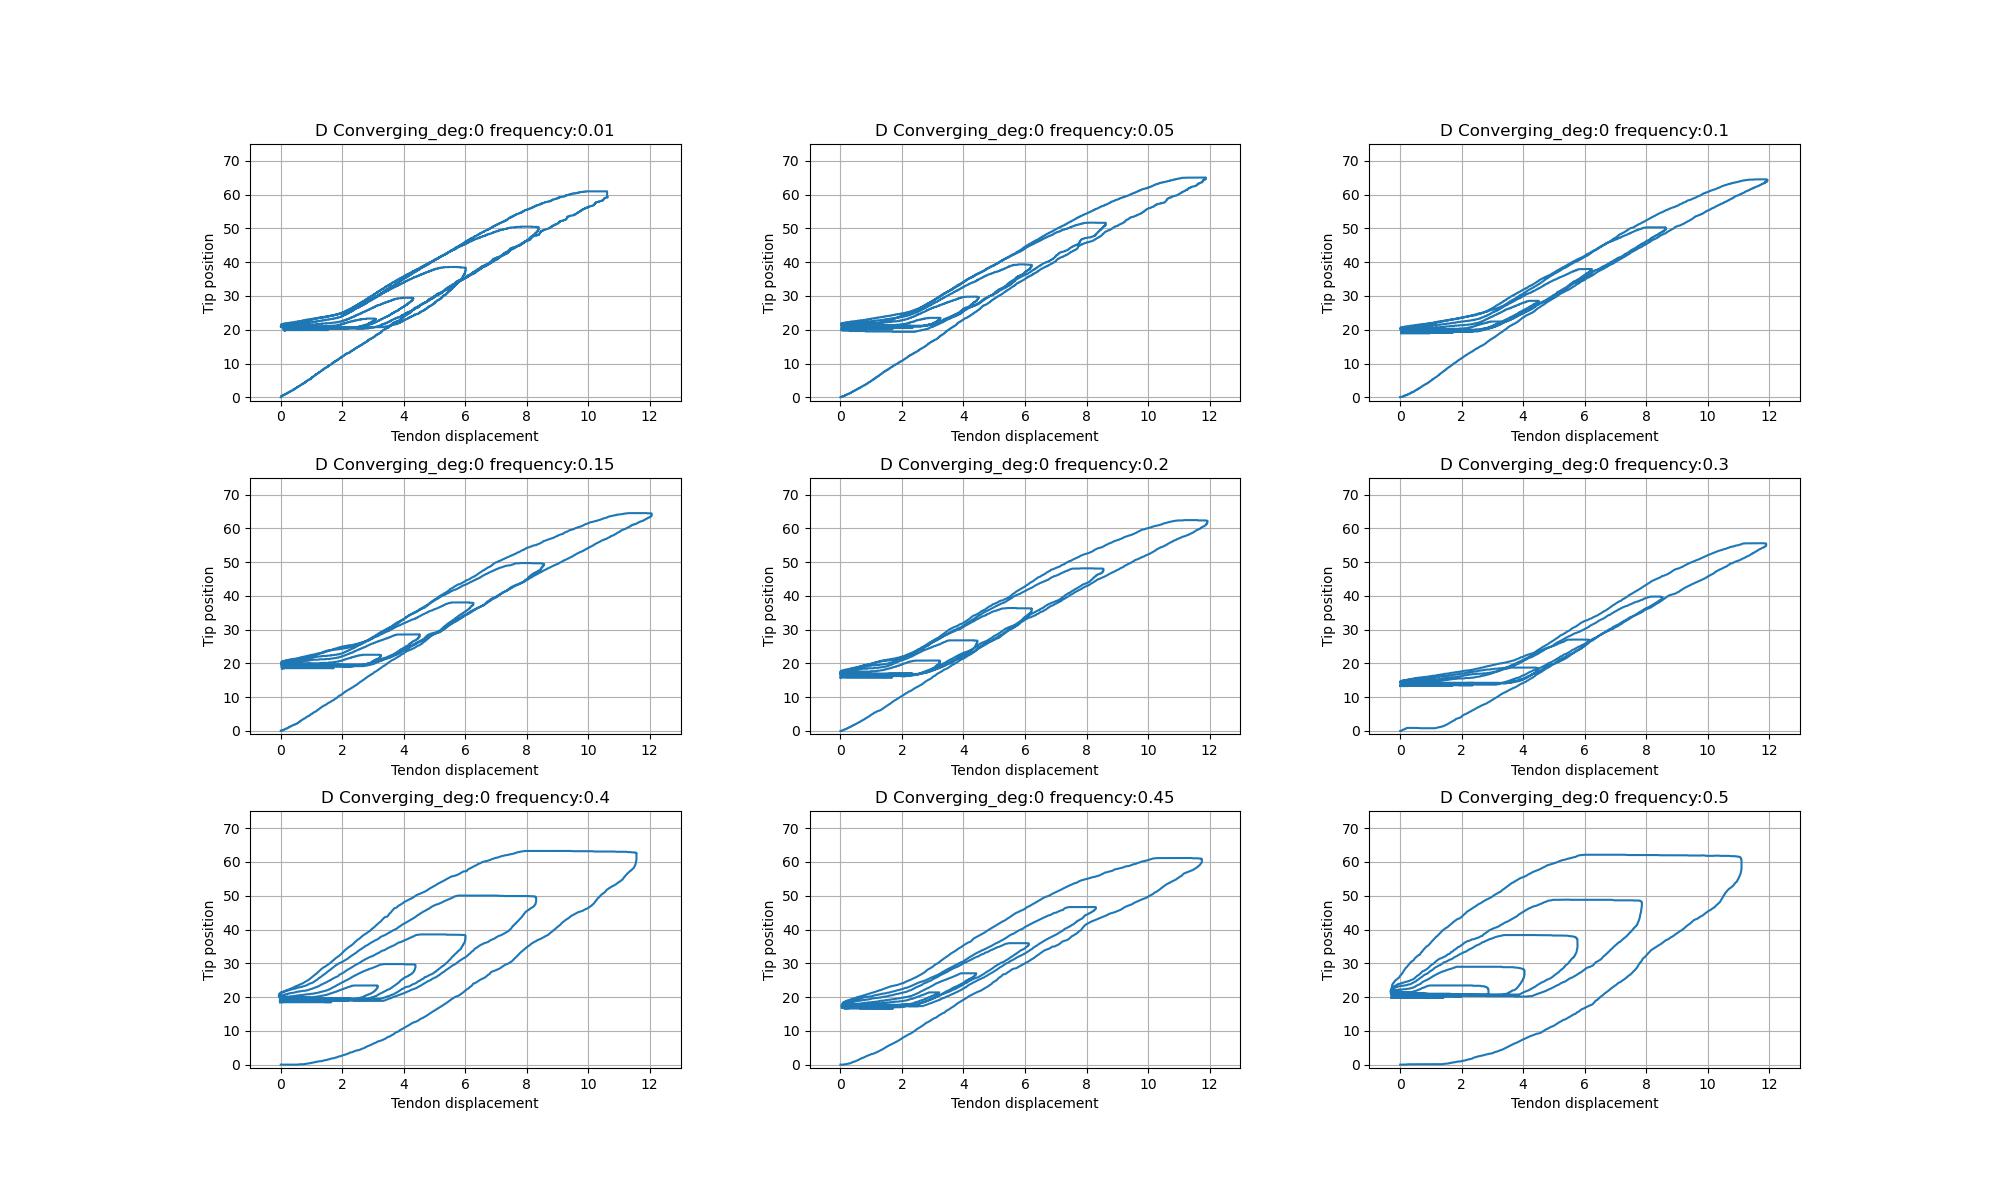 D Converging_deg:0 frequency:0.01
D Converging_deg:0 frequency:0.05
D Converging_deg:0 frequency:0.1
70
60
50
40
30
20
10
0
Tip position
0 2 4 6 8 10 12
Tendon displacement
70
60
50
40
30
20
10
0
Tip position
0 2 4 6 8 10 12
Tendon displacement
70
60
50
40
30
20
10
0
Tip position
0 2 4 6 8 10 12
Tendon displacement
D Converging_deg:0 frequency:0.15
D Converging_deg:0 frequency:0.2
D Converging_deg:0 frequency:0.3
70
60
50
40
30
20
10
0
Tip position
0 2 4 6 8 10 12
Tendon displacement
70
60
50
40
30
20
10
0
Tip position
0 2 4 6 8 10 12
Tendon displacement
70
60
50
40
30
20
10
0
Tip position
0 2 4 6 8 10 12
Tendon displacement
D Converging_deg:0 frequency:0.4
D Converging_deg:0 frequency:0.45
D Converging_deg:0 frequency:0.5
70
60
50
40
30
20
10
0
Tip position
0 2 4 6 8 10 12
Tendon displacement
70
60
50
40
30
20
10
0
Tip position
0 2 4 6 8 10 12
Tendon displacement
70
60
50
40
30
20
10
0
Tip position
0 2 4 6 8 10 12
Tendon displacement